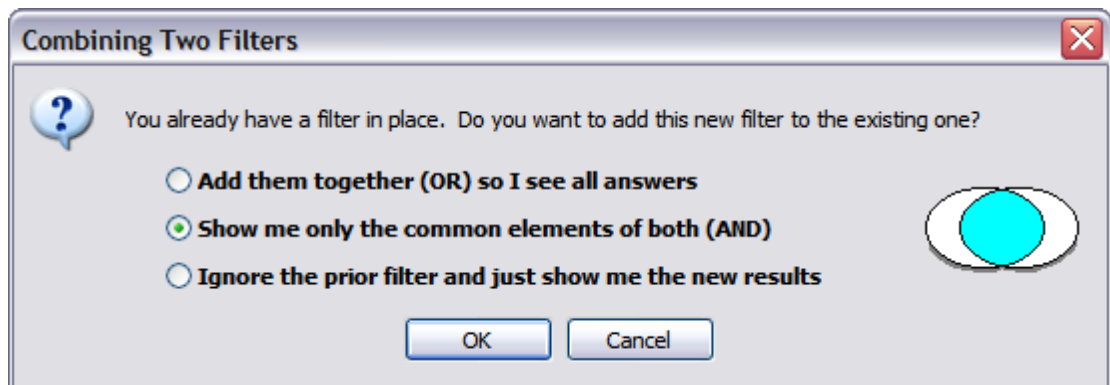 Combining Two Filters
?
You already have a filter in place. Do you want to add this new filter to the existing one?
Add them together (OR) so I see all answers
Show me only the common elements of both (AND)
Ignore the prior filter and just show me the new results
OK Cancel